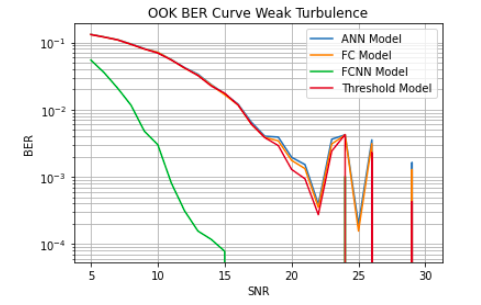 OOK BER Curve Weak Turbulence
ANN Model
FC Model
FCNN Model
Threshold Model
BER
10⁻¹
10⁻²
10⁻³
10⁻⁴
5 10 15 20 25 30
SNR